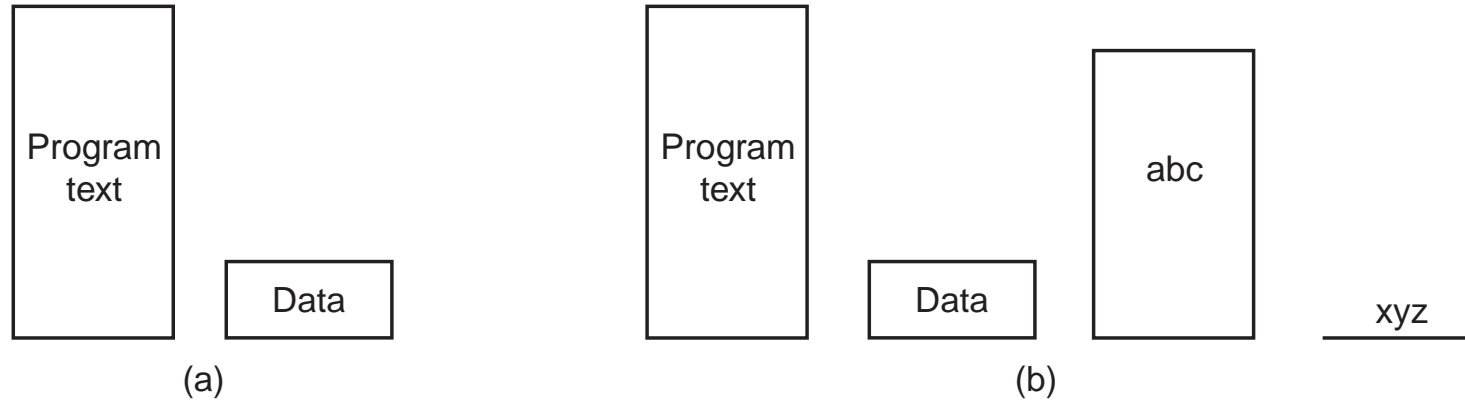 Program
text
Data
(a)
Program
text
Data
abc
xyz
(b)